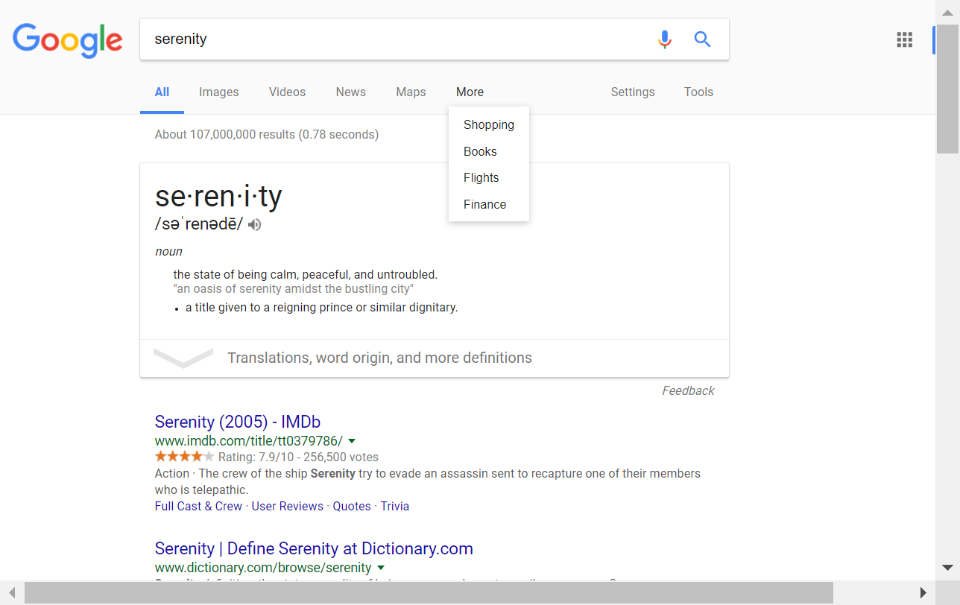 Google
serenity
All Images Videos News Maps More Settings Tools
Shopping
Books
Flights
Finance
About 107,000,000 results (0.78 seconds)
se·ren·i·ty
/səˈrenədē/
noun
the state of being calm, peaceful, and untroubled.
"an oasis of serenity amidst the bustling city"
• a title given to a reigning prince or similar dignitary.
Translations, word origin, and more definitions
Feedback
Serenity (2005) - IMDb
www.imdb.com/title/tt0379786/
Rating: 7.9/10 - 256,500 votes
Action · The crew of the ship Serenity try to evade an assassin sent to recapture one of their members
who is telepathic.
Full Cast & Crew · User Reviews · Quotes · Trivia
Serenity | Define Serenity at Dictionary.com
www.dictionary.com/browse/serenity